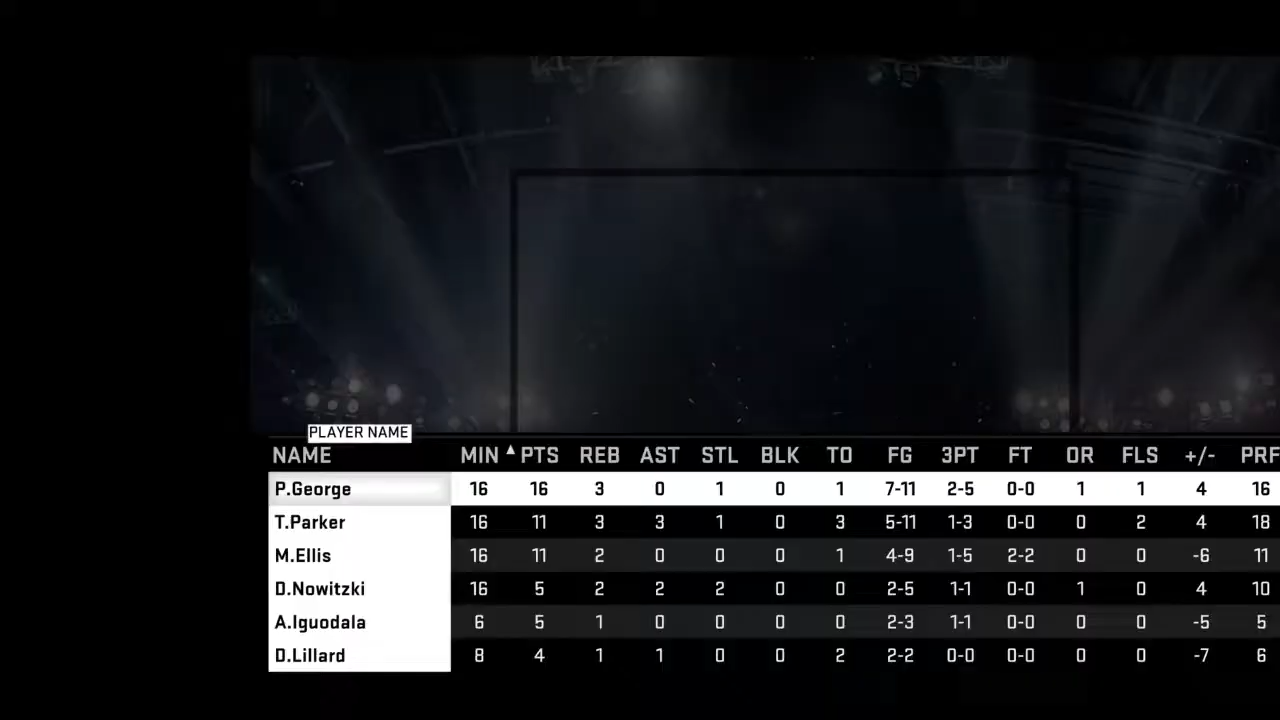 PLAYER NAME
NAME MIN ▲ PTS REB AST STL BLK TO FG 3PT FT OR FLS +/- PRF
P.George 16 16 3 0 1 0 1 7-11 2-5 0-0 1 1 4 16
T.Parker 16 11 3 3 1 0 3 5-11 1-3 0-0 0 2 4 18
M.Ellis 16 11 2 0 0 0 1 4-9 1-5 2-2 0 0 -6 11
D.Nowitzki 16 5 2 2 2 0 0 2-5 1-1 0-0 1 0 4 10
A.Iguodala 6 5 1 0 0 0 0 2-3 1-1 0-0 0 0 -5 5
D.Lillard 8 4 1 1 0 0 2 2-2 0-0 0-0 0 0 -7 6